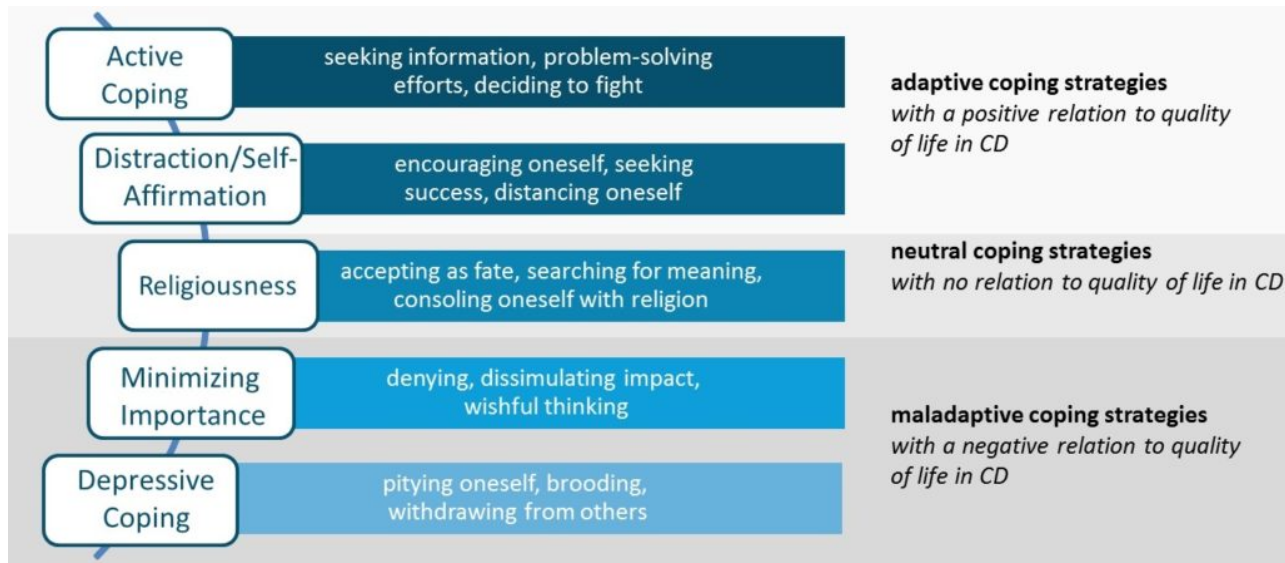 Active
Coping
seeking information, problem-solving
efforts, deciding to fight
adaptive coping strategies
with a positive relation to quality
of life in CD
Distraction/Self-
Affirmation
encouraging oneself, seeking
success, distancing oneself
Religiousness
accepting as fate, searching for meaning,
consoling oneself with religion
neutral coping strategies
with no relation to quality of life in CD
Minimizing
Importance
denying, dissimulating impact,
wishful thinking
maladaptive coping strategies
with a negative relation to quality
of life in CD
Depressive
Coping
pitying oneself, brooding,
withdrawing from others